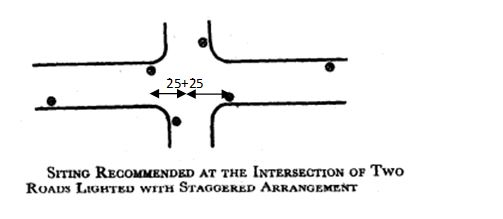 25+25
SITING RECOMMENDED AT THE INTERSECTION OF TWO
ROADS LIGHTED WITH STAGGERED ARRANGEMENT